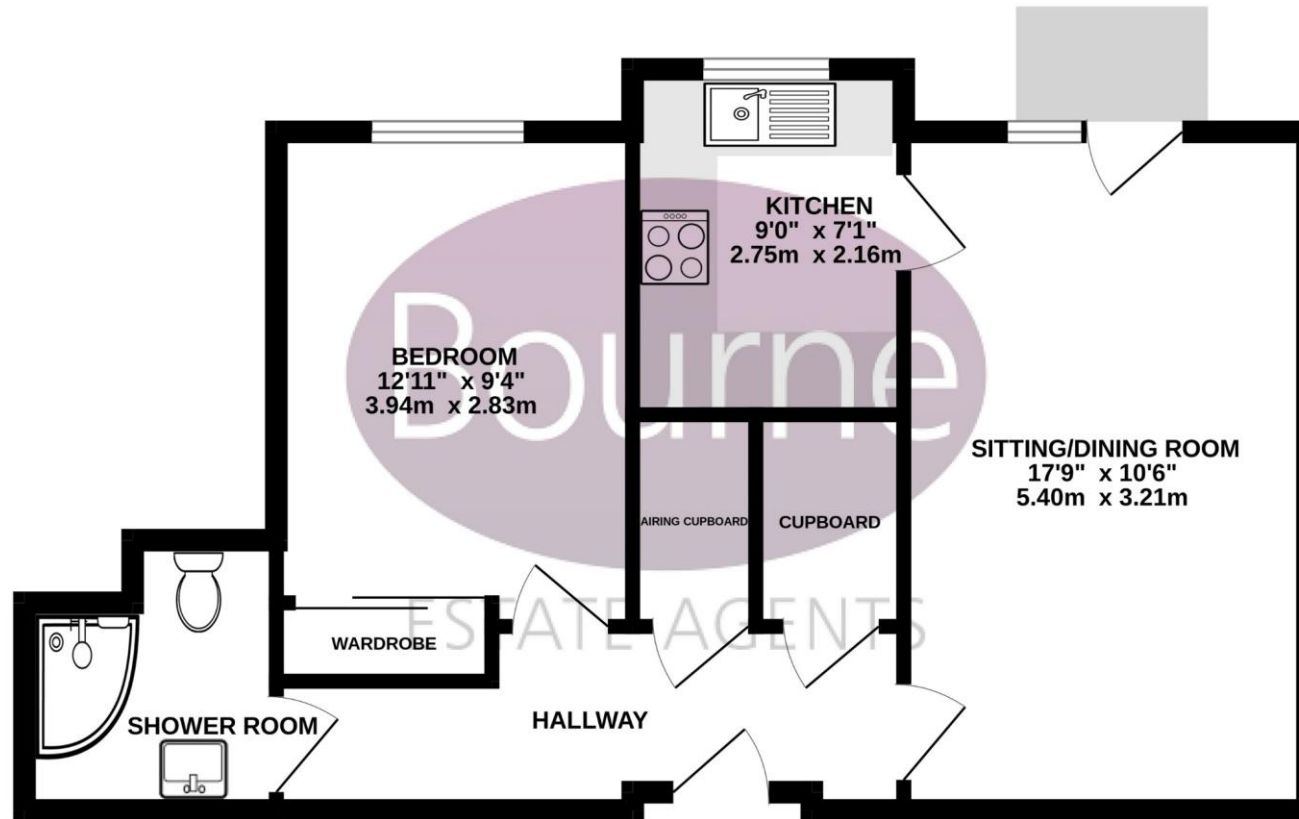 KITCHEN
9'0" x 7'1"
2.75m x 2.16m
Bourne
ESTATE AGENTS
BEDROOM
12'11" x 9'4"
3.94m x 2.83m
SITTING/DINING ROOM
17'9" x 10'6"
5.40m x 3.21m
AIRING CUPBOARD
CUPBOARD
WARDROBE
SHOWER ROOM
HALLWAY